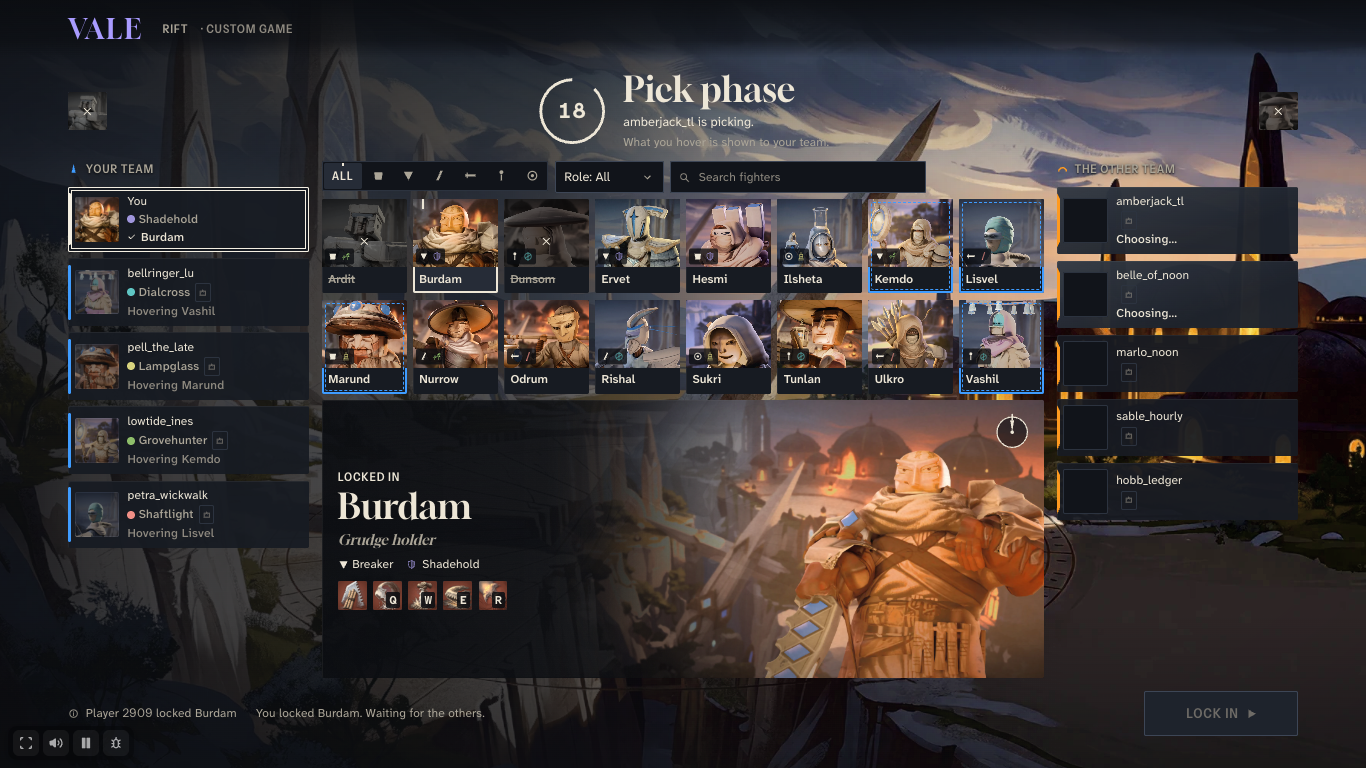 VALE RIFT · CUSTOM GAME
18
Pick phase
amberjack_tl is picking.
What you hover is shown to your team.
YOUR TEAM
You
Shadehold
Burdam
bellringer_lu
Dialcross
Hovering Vashil
pell_the_late
Lampglass
Hovering Marund
lowtide_ines
Grovehunter
Hovering Kemdo
petra_wickwalk
Shaftlight
Hovering Lisvel
ALL
Role: All
Search fighters
Ardit
Burdam
Dunsom
Ervet
Hesmi
Ilsheta
Kemdo
Lisvel
Marund
Nurrow
Odrum
Rishal
Sukri
Tunlan
Ulkro
Vashil
LOCKED IN
Burdam
Grudge holder
Breaker Shadehold
Q W E R
THE OTHER TEAM
amberjack_tl
Choosing...
belle_of_noon
Choosing...
marlo_noon
sable_hourly
hobb_ledger
Player 2909 locked Burdam You locked Burdam. Waiting for the others.
LOCK IN